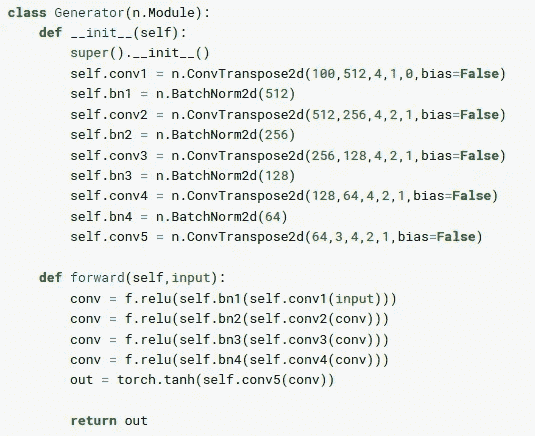 class Generator(n.Module):
    def __init__(self):
        super().__init__()
        self.conv1 = n.ConvTranspose2d(100,512,4,1,0,bias=False)
        self.bn1 = n.BatchNorm2d(512)
        self.conv2 = n.ConvTranspose2d(512,256,4,2,1,bias=False)
        self.bn2 = n.BatchNorm2d(256)
        self.conv3 = n.ConvTranspose2d(256,128,4,2,1,bias=False)
        self.bn3 = n.BatchNorm2d(128)
        self.conv4 = n.ConvTranspose2d(128,64,4,2,1,bias=False)
        self.bn4 = n.BatchNorm2d(64)
        self.conv5 = n.ConvTranspose2d(64,3,4,2,1,bias=False)

    def forward(self,input):
        conv = f.relu(self.bn1(self.conv1(input)))
        conv = f.relu(self.bn2(self.conv2(conv)))
        conv = f.relu(self.bn3(self.conv3(conv)))
        conv = f.relu(self.bn4(self.conv4(conv)))
        out = torch.tanh(self.conv5(conv))

        return out